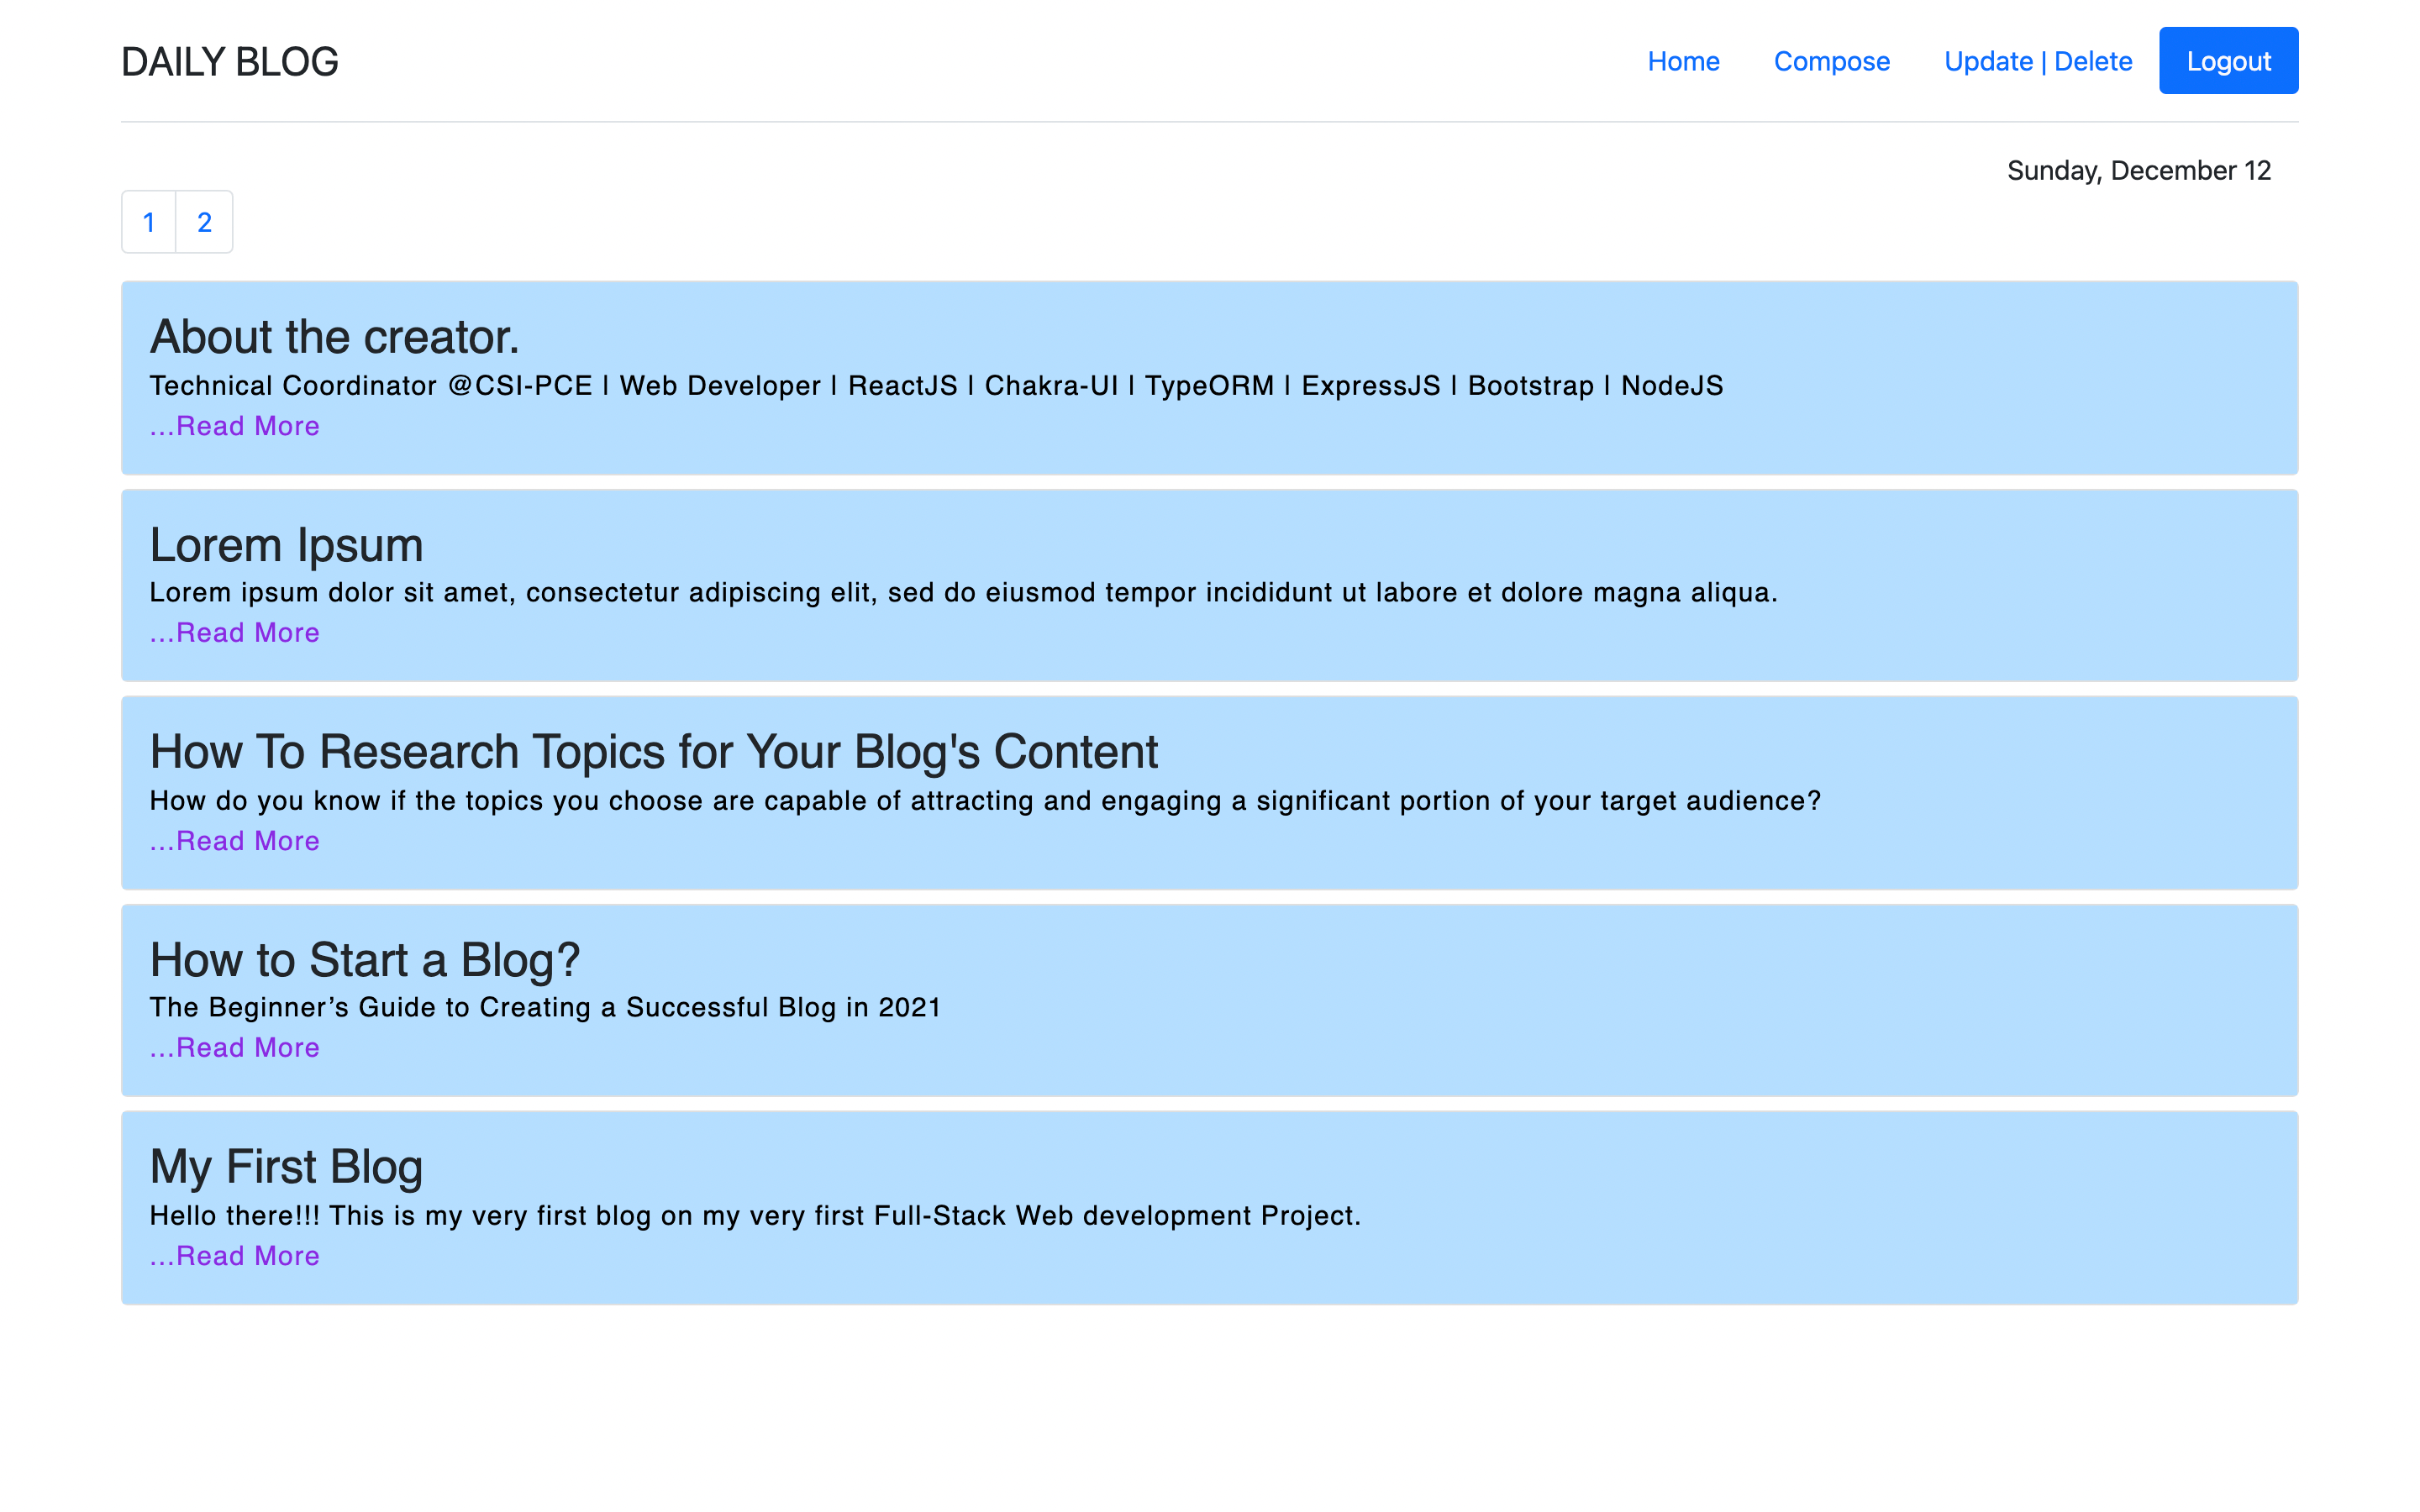 DAILY BLOG
Home Compose Update | Delete Logout
Sunday, December 12
1 2
About the creator.
Technical Coordinator @CSI-PCE | Web Developer | ReactJS | Chakra-UI | TypeORM | ExpressJS | Bootstrap | NodeJS
...Read More
Lorem Ipsum
Lorem ipsum dolor sit amet, consectetur adipiscing elit, sed do eiusmod tempor incididunt ut labore et dolore magna aliqua.
...Read More
How To Research Topics for Your Blog's Content
How do you know if the topics you choose are capable of attracting and engaging a significant portion of your target audience?
...Read More
How to Start a Blog?
The Beginner’s Guide to Creating a Successful Blog in 2021
...Read More
My First Blog
Hello there!!! This is my very first blog on my very first Full-Stack Web development Project.
...Read More